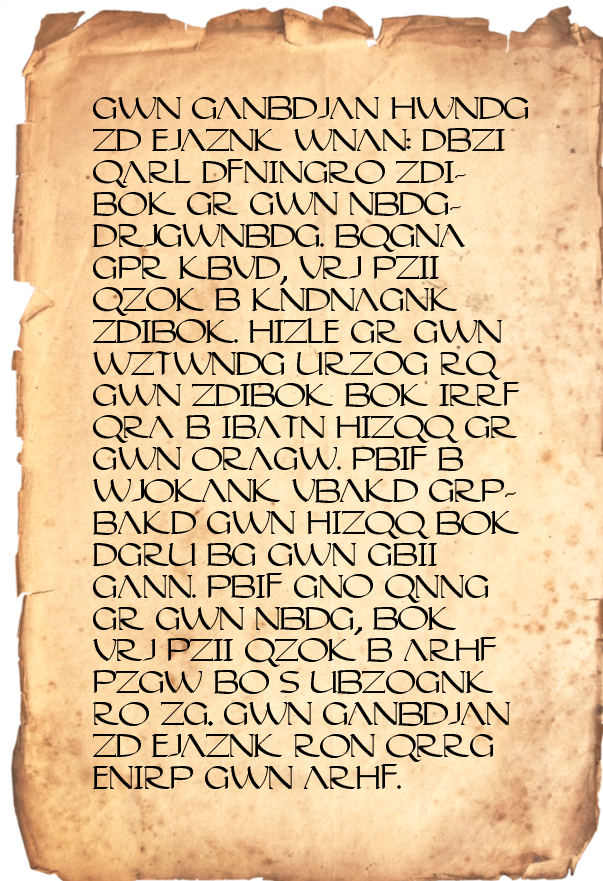 GWN GANBDJAN HWNDG
ZD EJAZNK WNAN: DBZI
QARL DFNINGRO ZDI-
BOK GR GWN NBDG-
DRJGWNBDG. BQGNA
GPR KBVD, VRJ PZII
QZOK B KNDNAGNK
ZDIBOK. HIZLE GR GWN
WZTWNDG URZOG RQ
GWN ZDIBOK BOK IRRF
QRA B IBATN HIZQQ GR
GWN ORAGW. PBIF B
WJOKANK VBAKD GRP-
BAKD GWN HIZQQ BOK
DGRU BG GWN GBII
GANN. PBIF GNO QNNG
GR GWN NBDG, BOK
VRJ PZII QZOK B ARHF
PZGW BO S UBZOGNK
RO ZG. GWN GANBDJAN
ZD EJAZNK RON QRRG
ENIRP GWN ARHF.